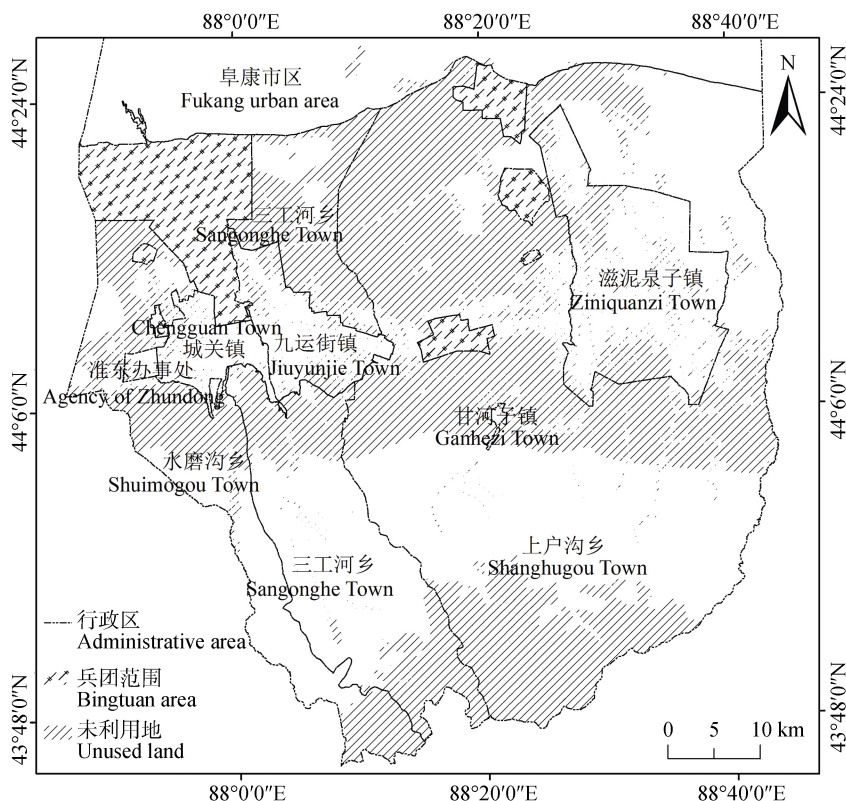 88°0′0″E 88°20′0″E 88°40′0″E
阜康市区
Fukang urban area
N
44°24′0″N
44°24′0″N
三工河乡
Sangonghe Town
滋泥泉子镇
Ziniquanzi Town
Chengguan Town
城关镇
九运街镇
Jiuyunjie Town
准东办事处
Agency of Zhundong
44°6′0″N
44°6′0″N
甘河子镇
Ganhezi Town
水磨沟乡
Shuimogou Town
上户沟乡
Shanghugou Town
三工河乡
Sangonghe Town
行政区
Administrative area
兵团范围
Bingtuan area
未利用地
Unused land
43°48′0″N
43°48′0″N
0 5 10 km
88°0′0″E 88°20′0″E 88°40′0″E